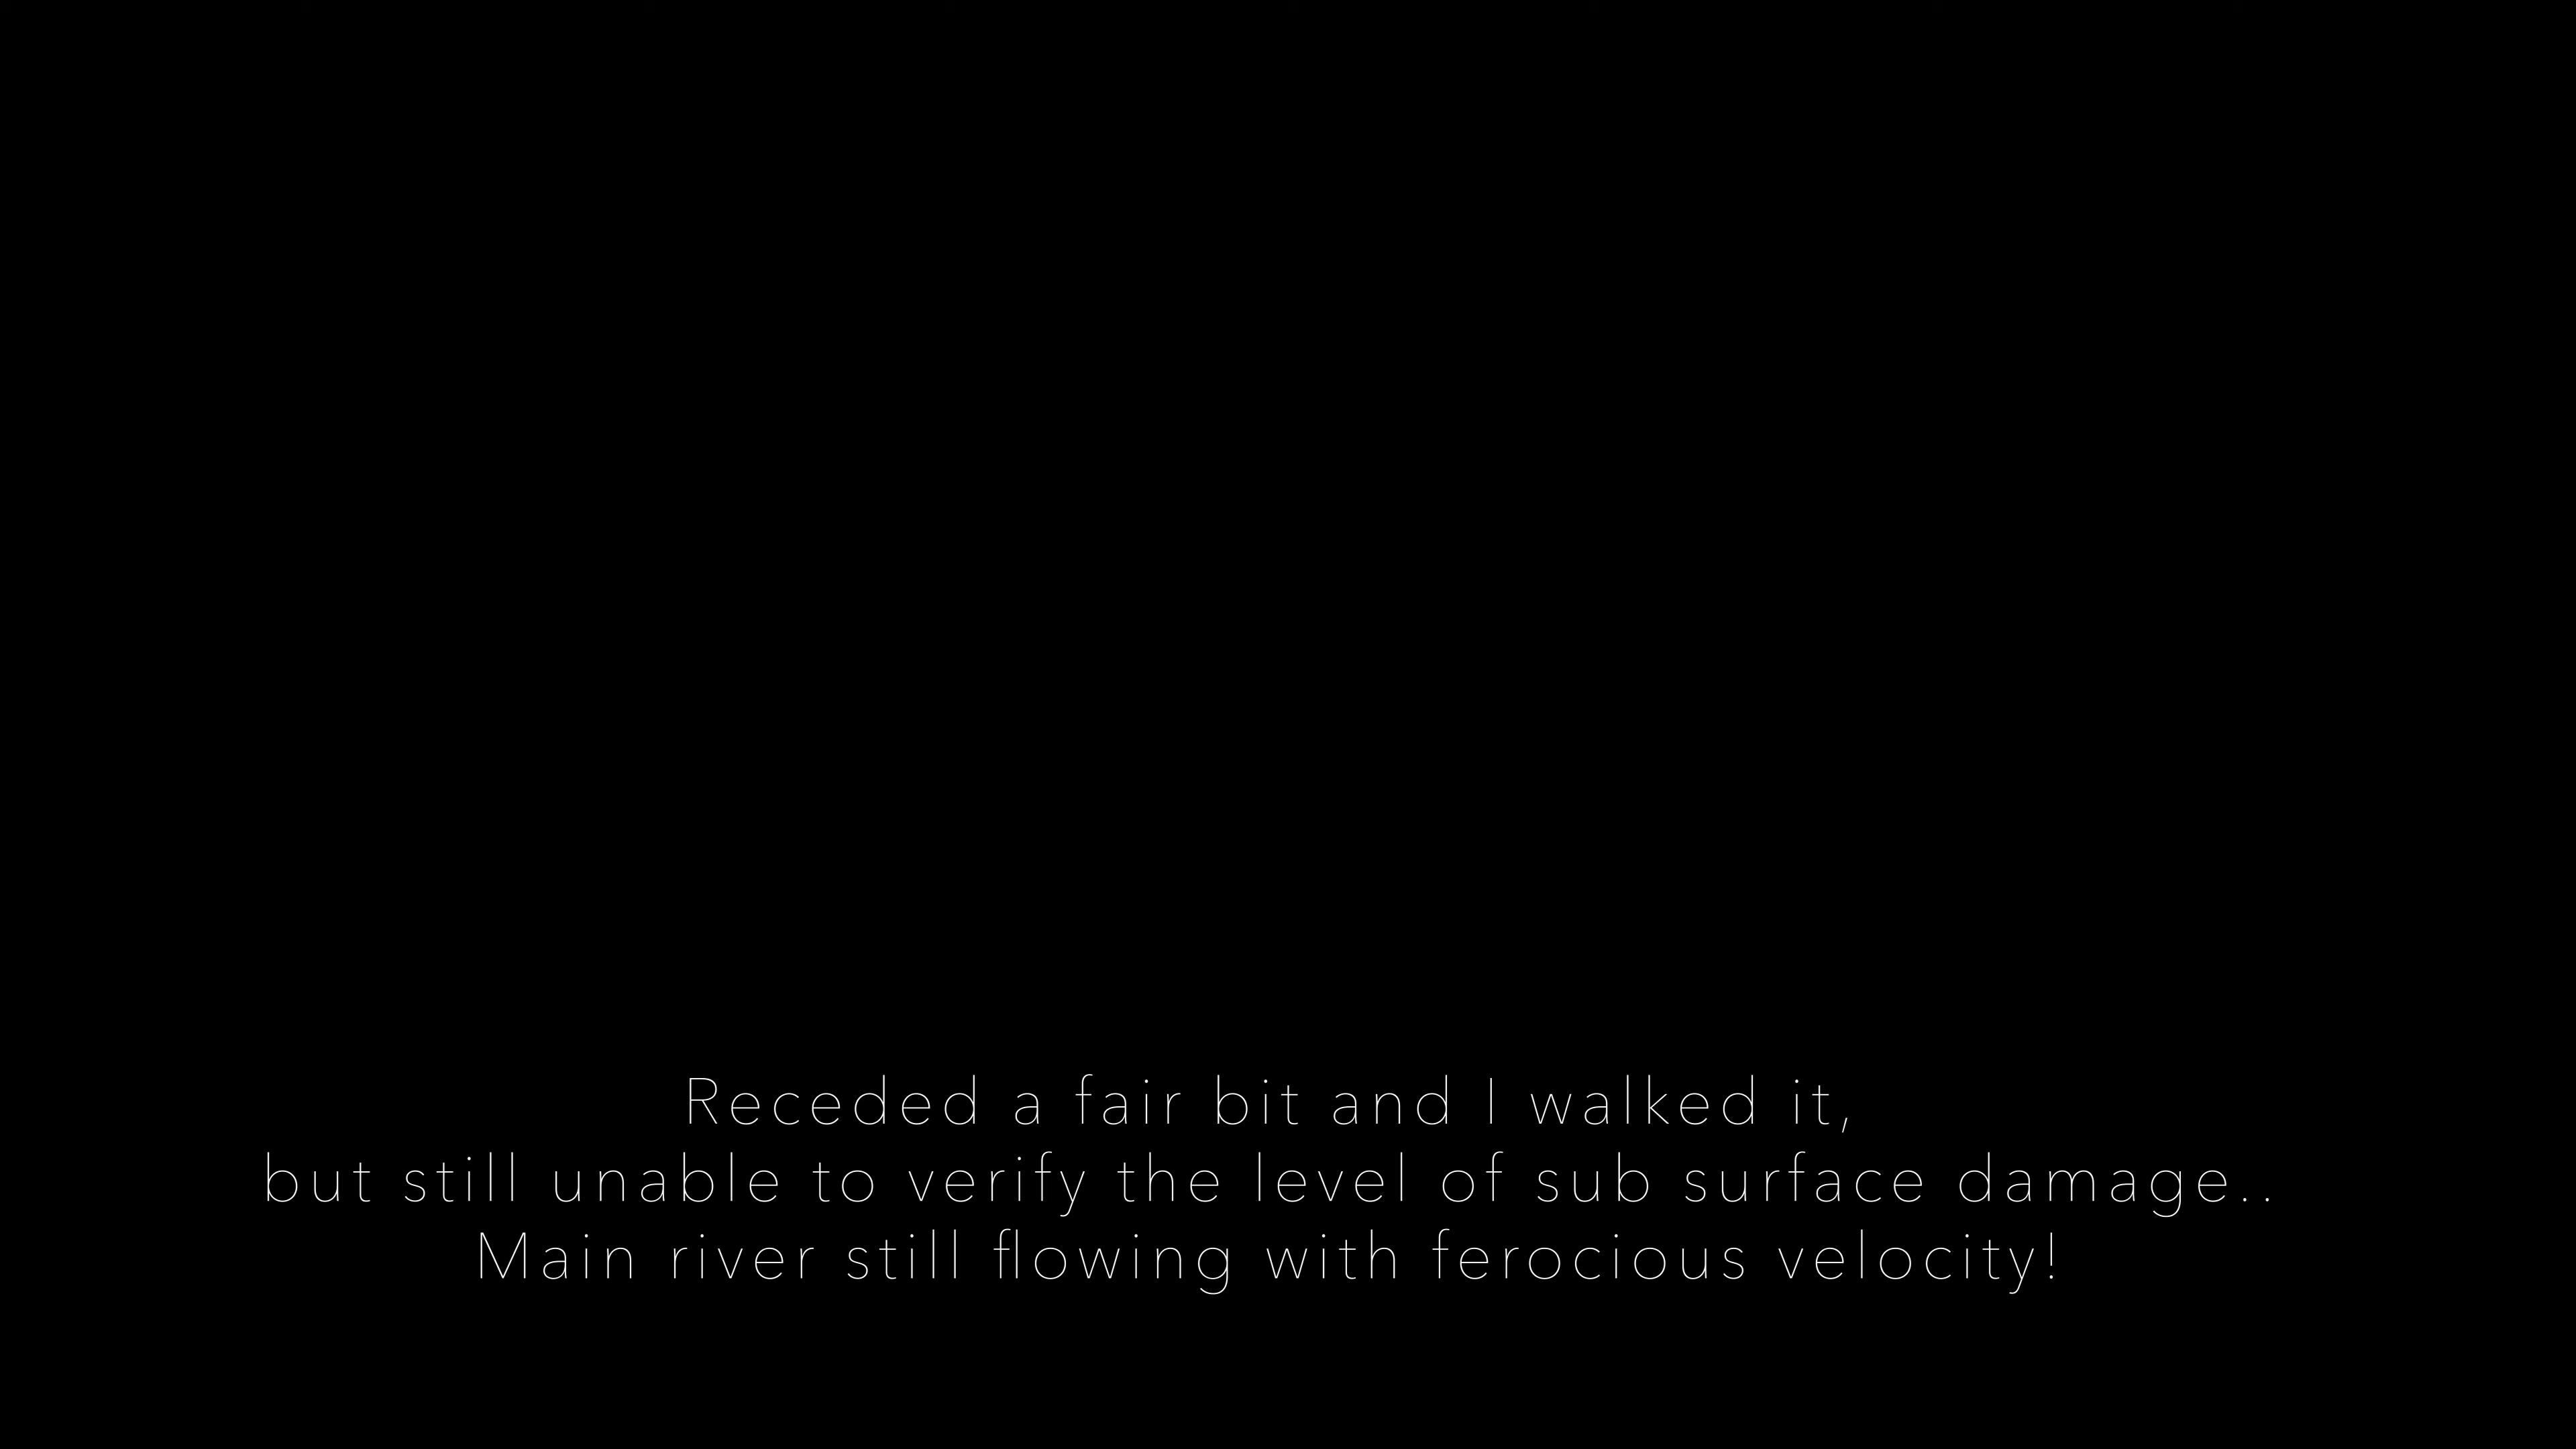 Receded a fair bit and I walked it,
but still unable to verify the level of sub surface damage..
Main river still flowing with ferocious velocity!